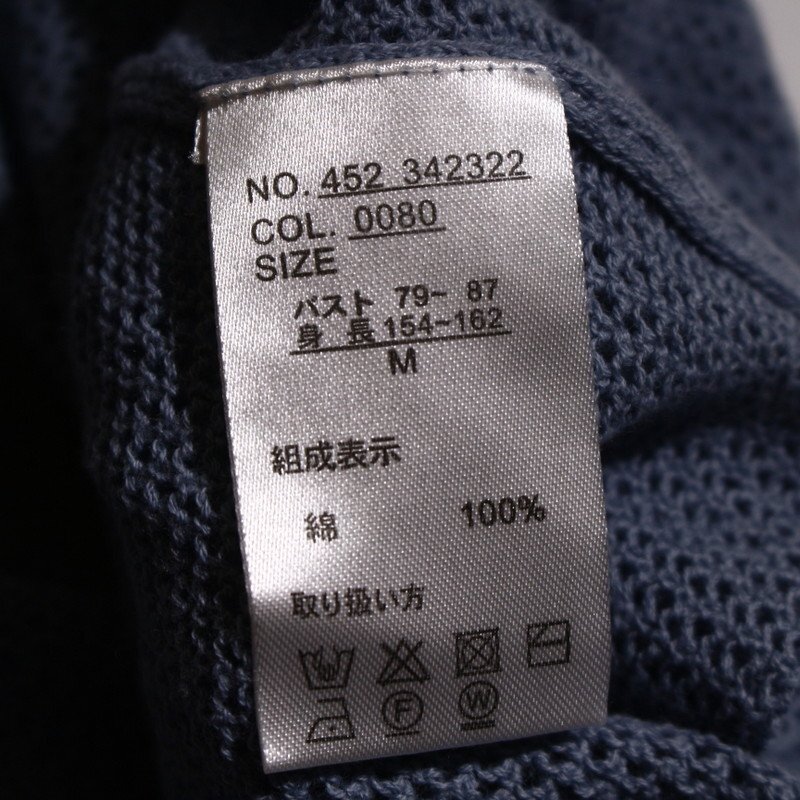 NO. 452 342322
COL. 0080
SIZE
バスト 79~ 87
身 長 154~162
M
組成表示
綿 100%
取り扱い方
F W